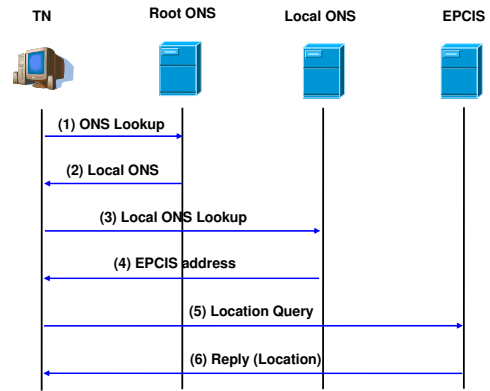 TN
Root ONS
Local ONS
EPCIS
(1) ONS Lookup
(2) Local ONS
(3) Local ONS Lookup
(4) EPCIS address
(5) Location Query
(6) Reply (Location)